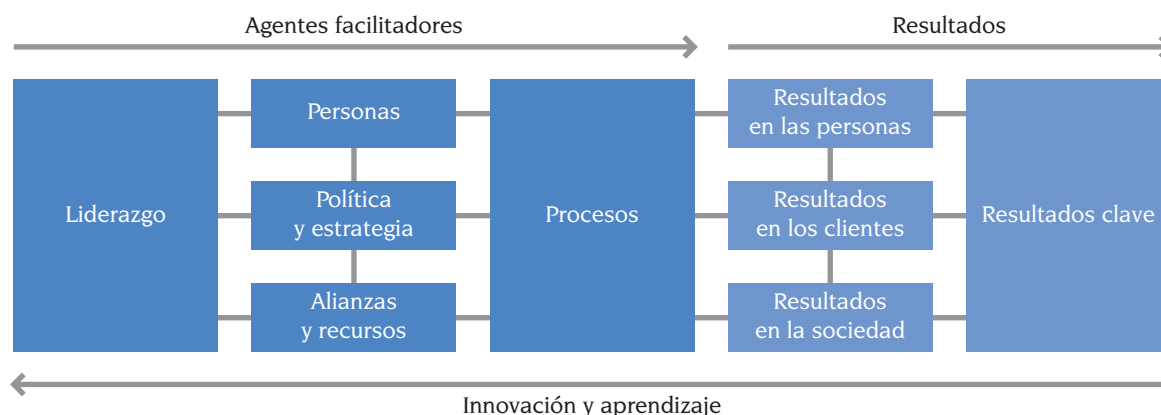 Agentes facilitadores
Resultados
Liderazgo
Personas
Política
y estrategia
Alianzas
y recursos
Procesos
Resultados
en las personas
Resultados
en los clientes
Resultados
en la sociedad
Resultados clave
Innovación y aprendizaje